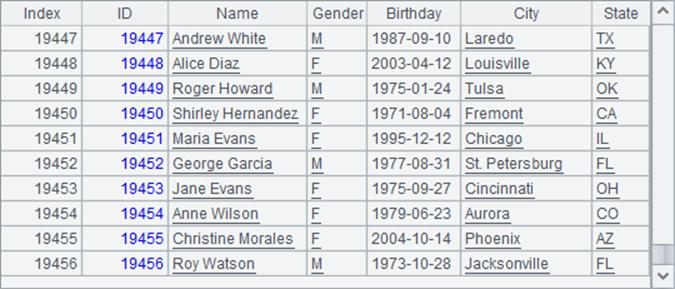 Index ID Name Gender Birthday City State
19447 19447 Andrew White M 1987-09-10 Laredo TX
19448 19448 Alice Diaz F 2003-04-12 Louisville KY
19449 19449 Roger Howard M 1975-01-24 Tulsa OK
19450 19450 Shirley Hernandez F 1971-08-04 Fremont CA
19451 19451 Maria Evans F 1995-12-12 Chicago IL
19452 19452 George Garcia M 1977-08-31 St. Petersburg FL
19453 19453 Jane Evans F 1975-09-27 Cincinnati OH
19454 19454 Anne Wilson F 1979-06-23 Aurora CO
19455 19455 Christine Morales F 2004-10-14 Phoenix AZ
19456 19456 Roy Watson M 1973-10-28 Jacksonville FL